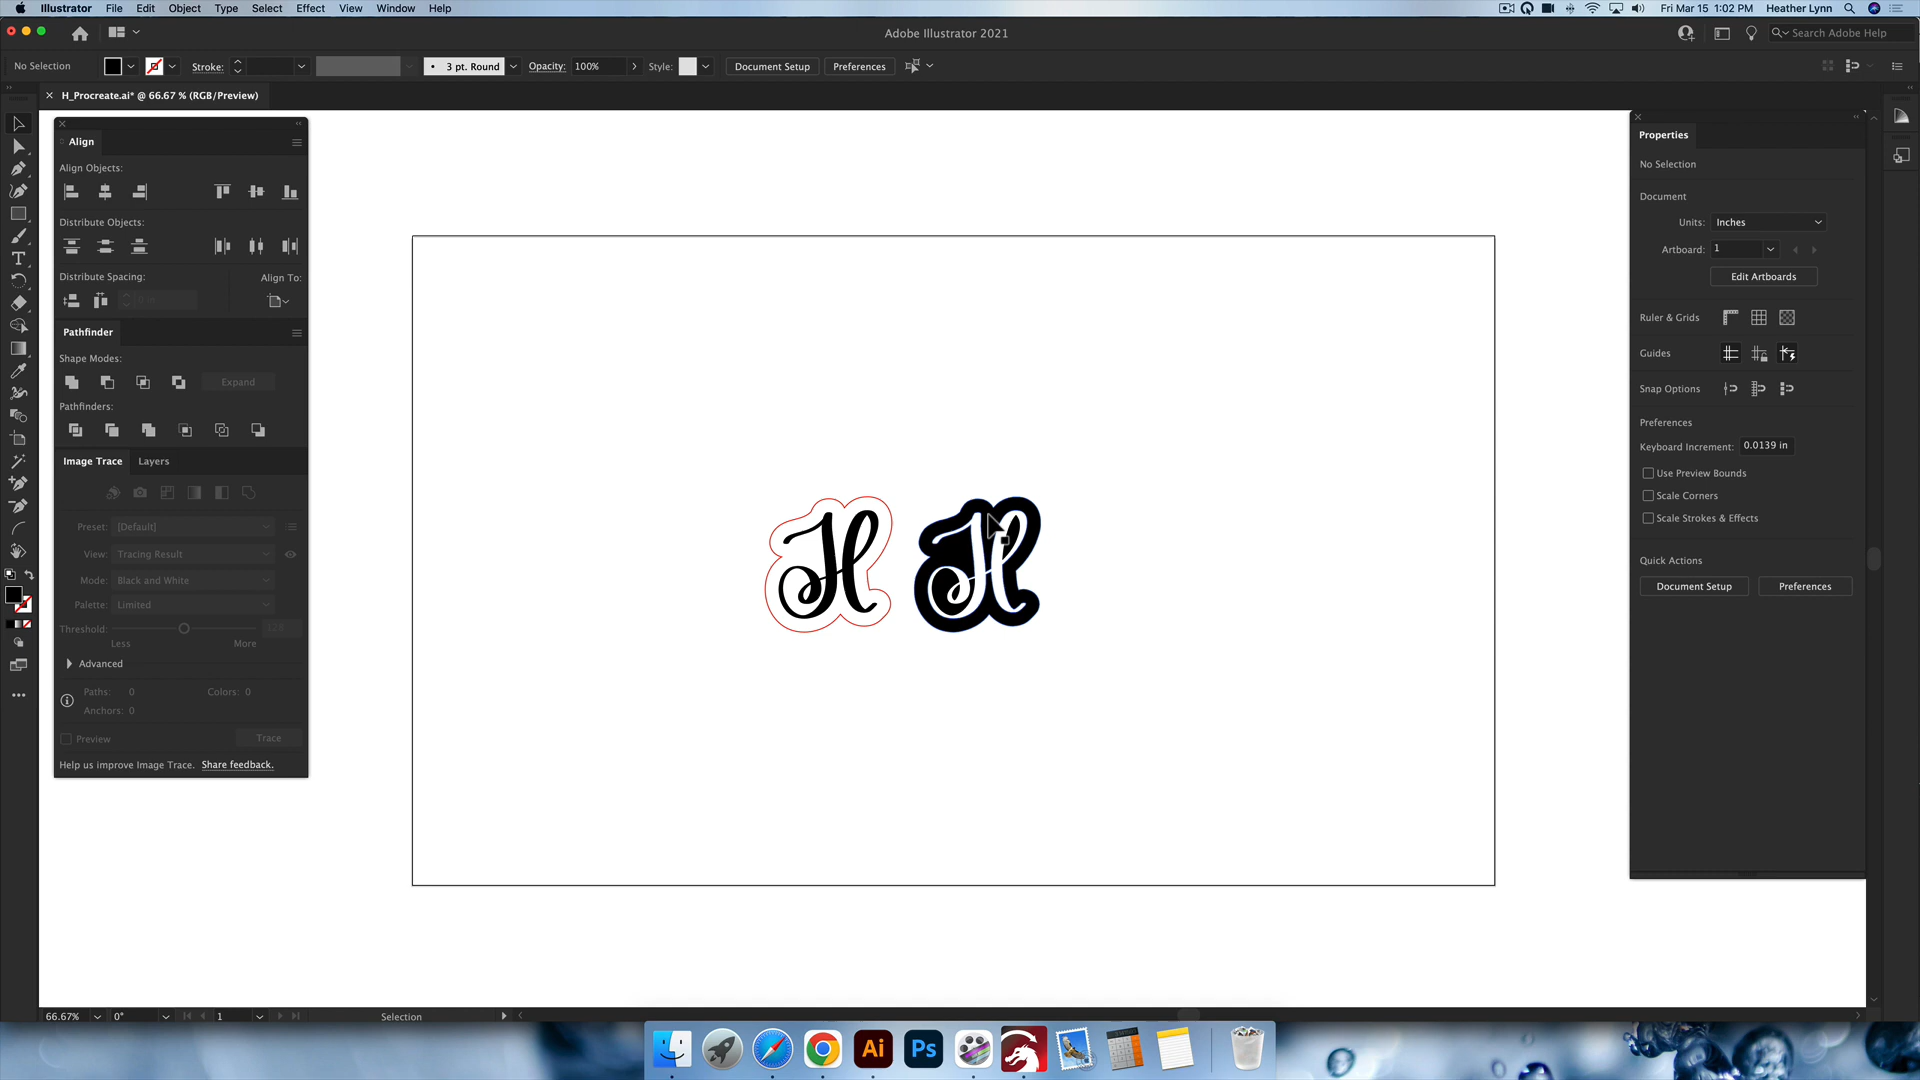 Illustrator File Edit Object Type Select Effect View Window Help
Fri Mar 15 1:02 PM Heather Lynn
Adobe Illustrator 2021
Search Adobe Help
No Selection
Stroke:
3 pt. Round
Opacity: 100%
Style:
Document Setup
Preferences
H_Procreate.ai* @ 66.67 % (RGB/Preview)
Align
Align Objects:
Distribute Objects:
Distribute Spacing:
Align To:
0 in
Pathfinder
Shape Modes:
Expand
Pathfinders:
Image Trace Layers
Preset: [Default]
View: Tracing Result
Mode: Black and White
Palette: Limited
Threshold: 128
Less More
Advanced
Paths: 0 Colors: 0
Anchors: 0
Preview
Trace
Help us improve Image Trace. Share feedback.
H H
Properties
No Selection
Document
Units: Inches
Artboard: 1
Edit Artboards
Ruler & Grids
Guides
Snap Options
Preferences
Keyboard Increment: 0.0139 in
Use Preview Bounds
Scale Corners
Scale Strokes & Effects
Quick Actions
Document Setup
Preferences
66.67% 0° 1 Selection
Ai Ps